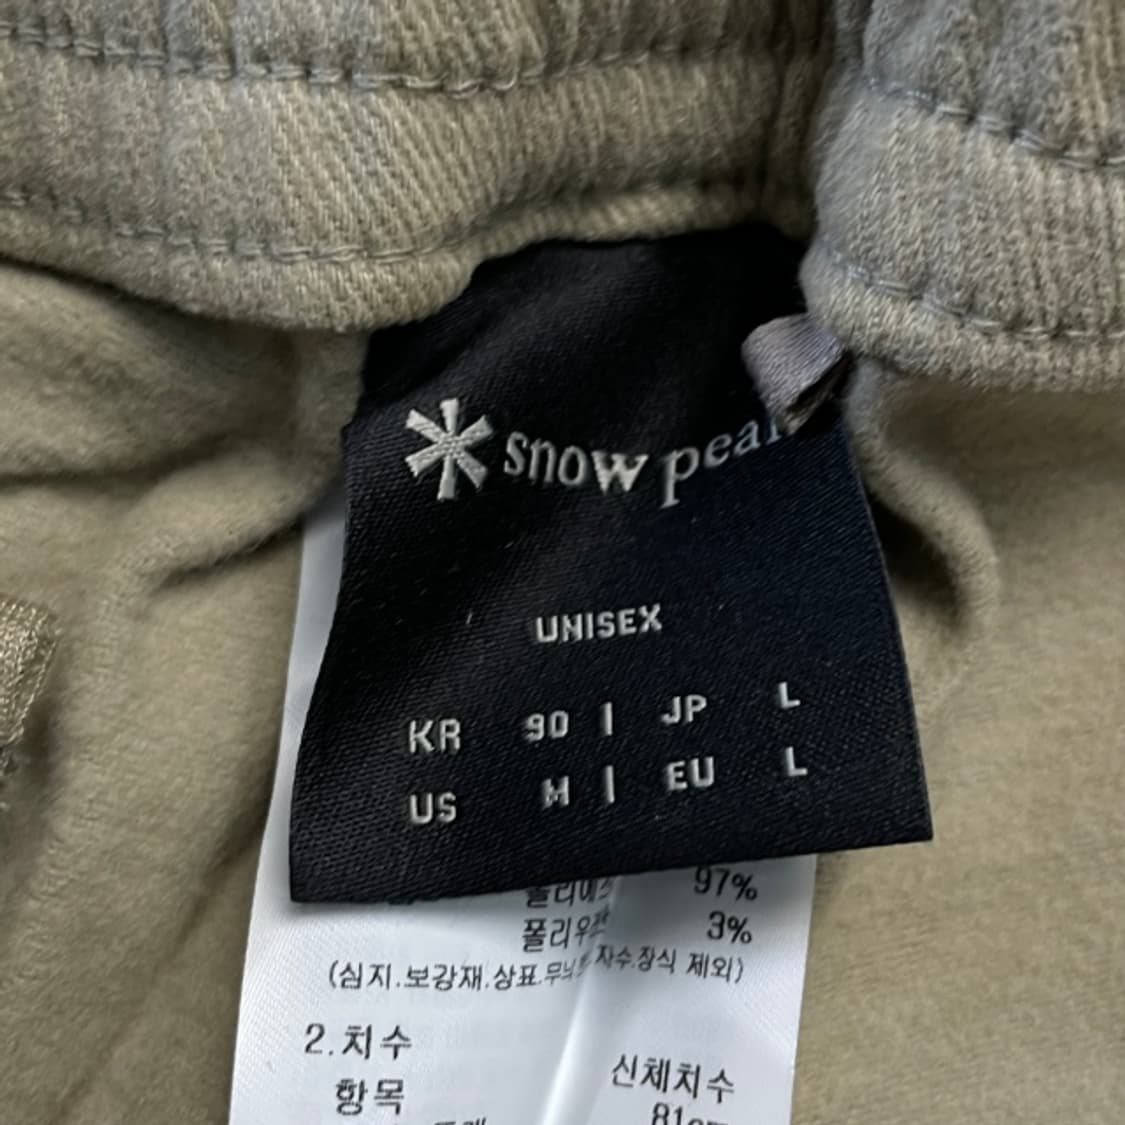 snow pea
UNISEX
KR 90 | JP L
US M | EU L
97%
폴리우 3%
(심지.보강재.상표.무늬 자수.장식 제외)
2.치수
항목 신체치수
81c